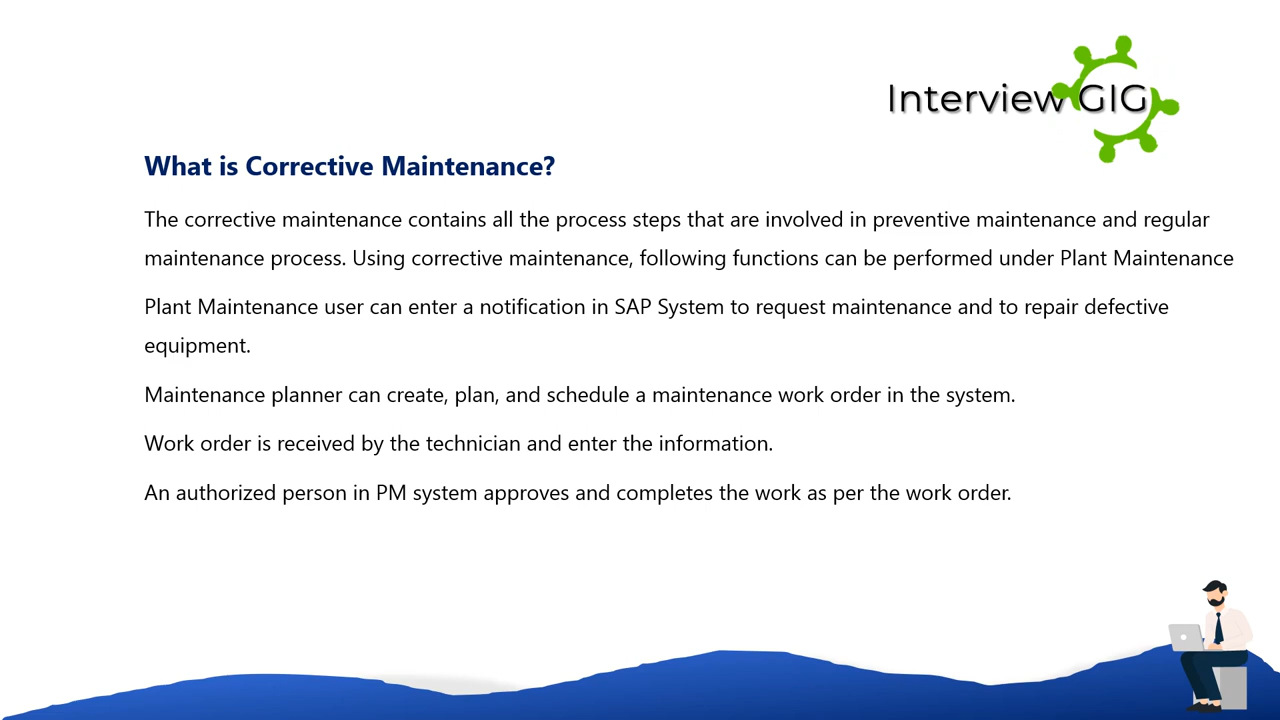 Interview GIG
What is Corrective Maintenance?
The corrective maintenance contains all the process steps that are involved in preventive maintenance and regular
maintenance process. Using corrective maintenance, following functions can be performed under Plant Maintenance
Plant Maintenance user can enter a notification in SAP System to request maintenance and to repair defective
equipment.
Maintenance planner can create, plan, and schedule a maintenance work order in the system.
Work order is received by the technician and enter the information.
An authorized person in PM system approves and completes the work as per the work order.